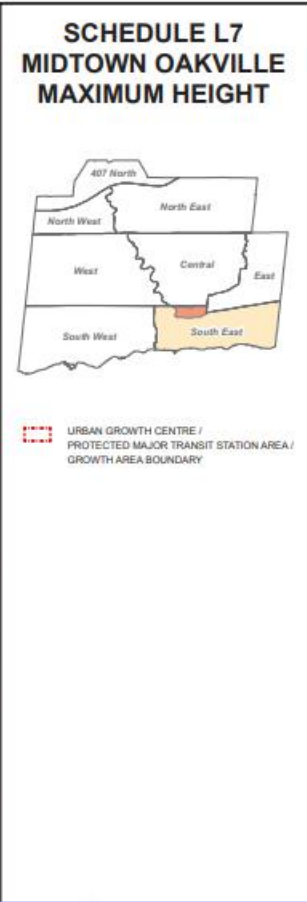 SCHEDULE L7
MIDTOWN OAKVILLE
MAXIMUM HEIGHT
407 North
North East
North West
West
Central
East
South West
South East
URBAN GROWTH CENTRE /
PROTECTED MAJOR TRANSIT STATION AREA /
GROWTH AREA BOUNDARY